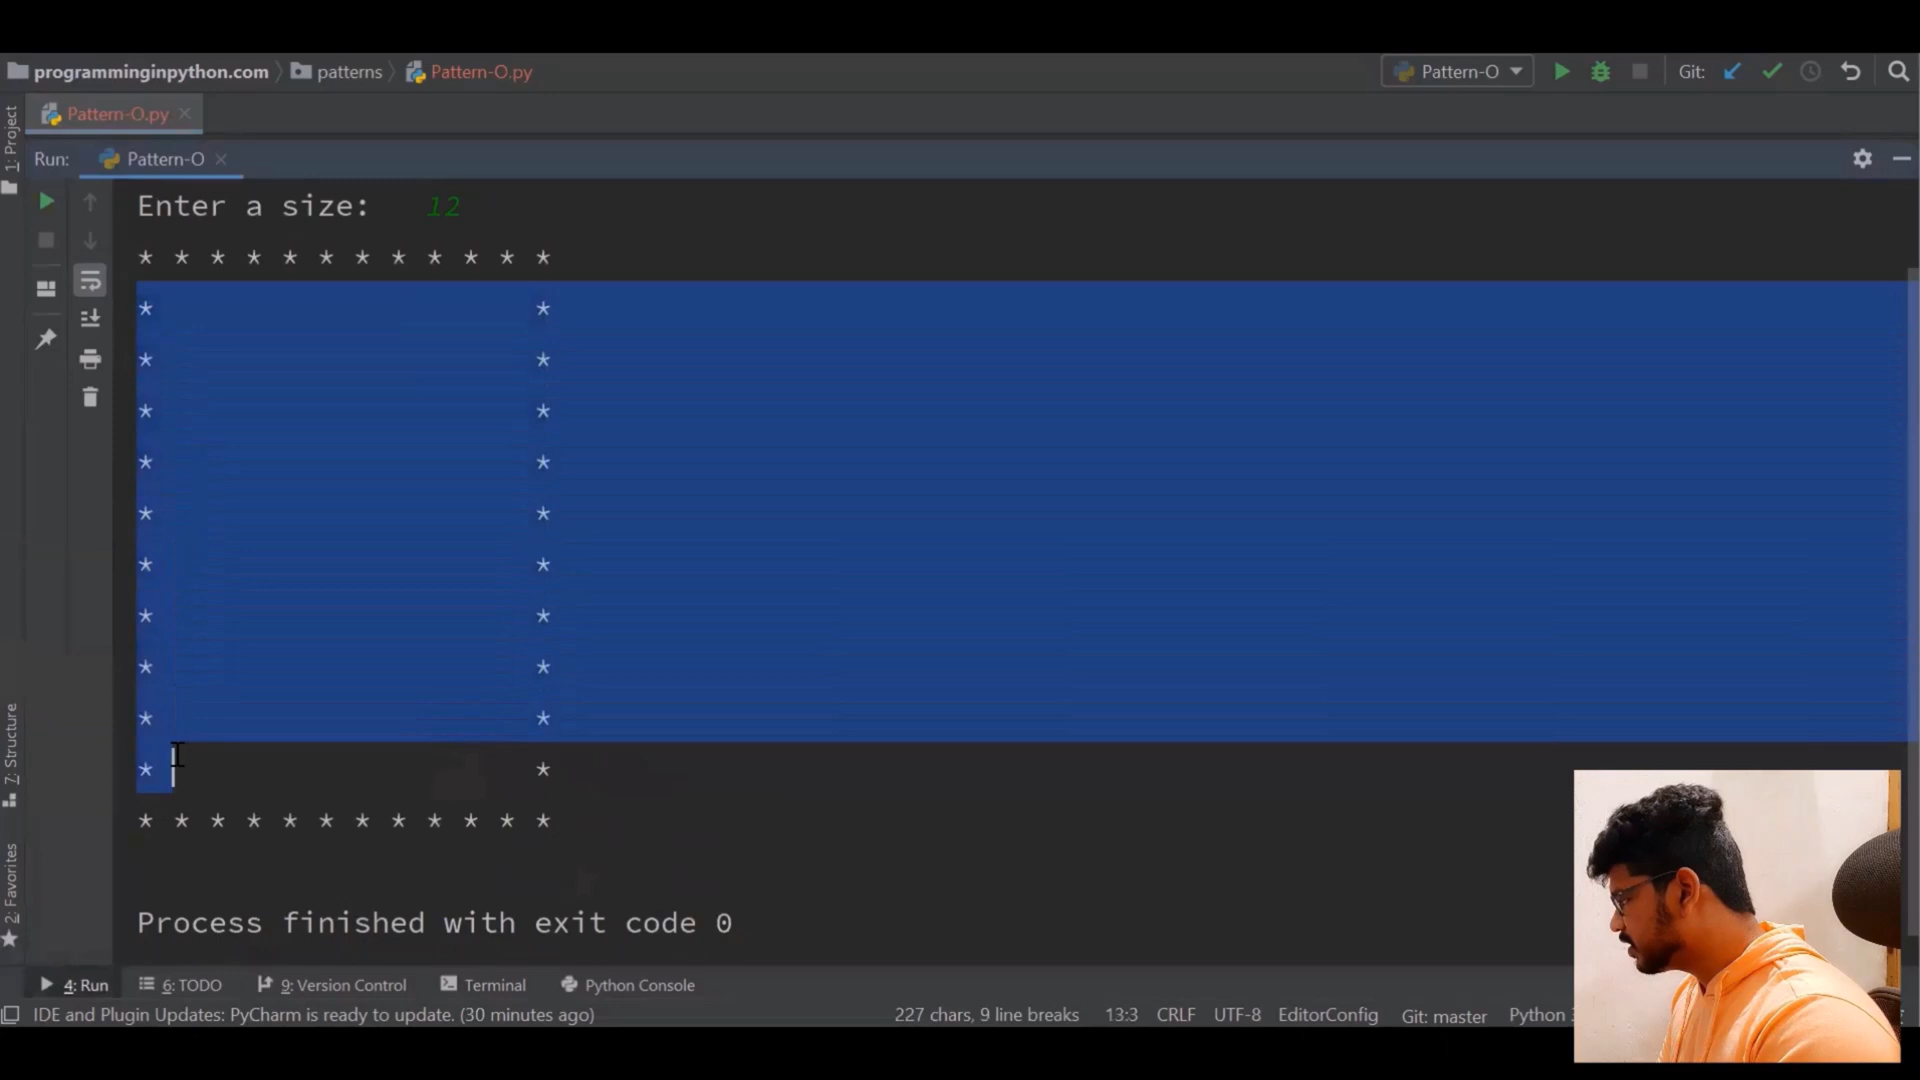 programminginpython.com patterns Pattern-O.py Pattern-O Git:
Pattern-O.py
1: Project
Run: Pattern-O
Enter a size: 12
* * * * * * * * * * * *
*                     *
*                     *
*                     *
*                     *
*                     *
*                     *
*                     *
*                     *
*                     *
*                     *
* * * * * * * * * * * *
Process finished with exit code 0
7: Structure
2: Favorites
4: Run 6: TODO 9: Version Control Terminal Python Console
IDE and Plugin Updates: PyCharm is ready to update. (30 minutes ago) 227 chars, 9 line breaks 13:3 CRLF UTF-8 EditorConfig Git: master Python